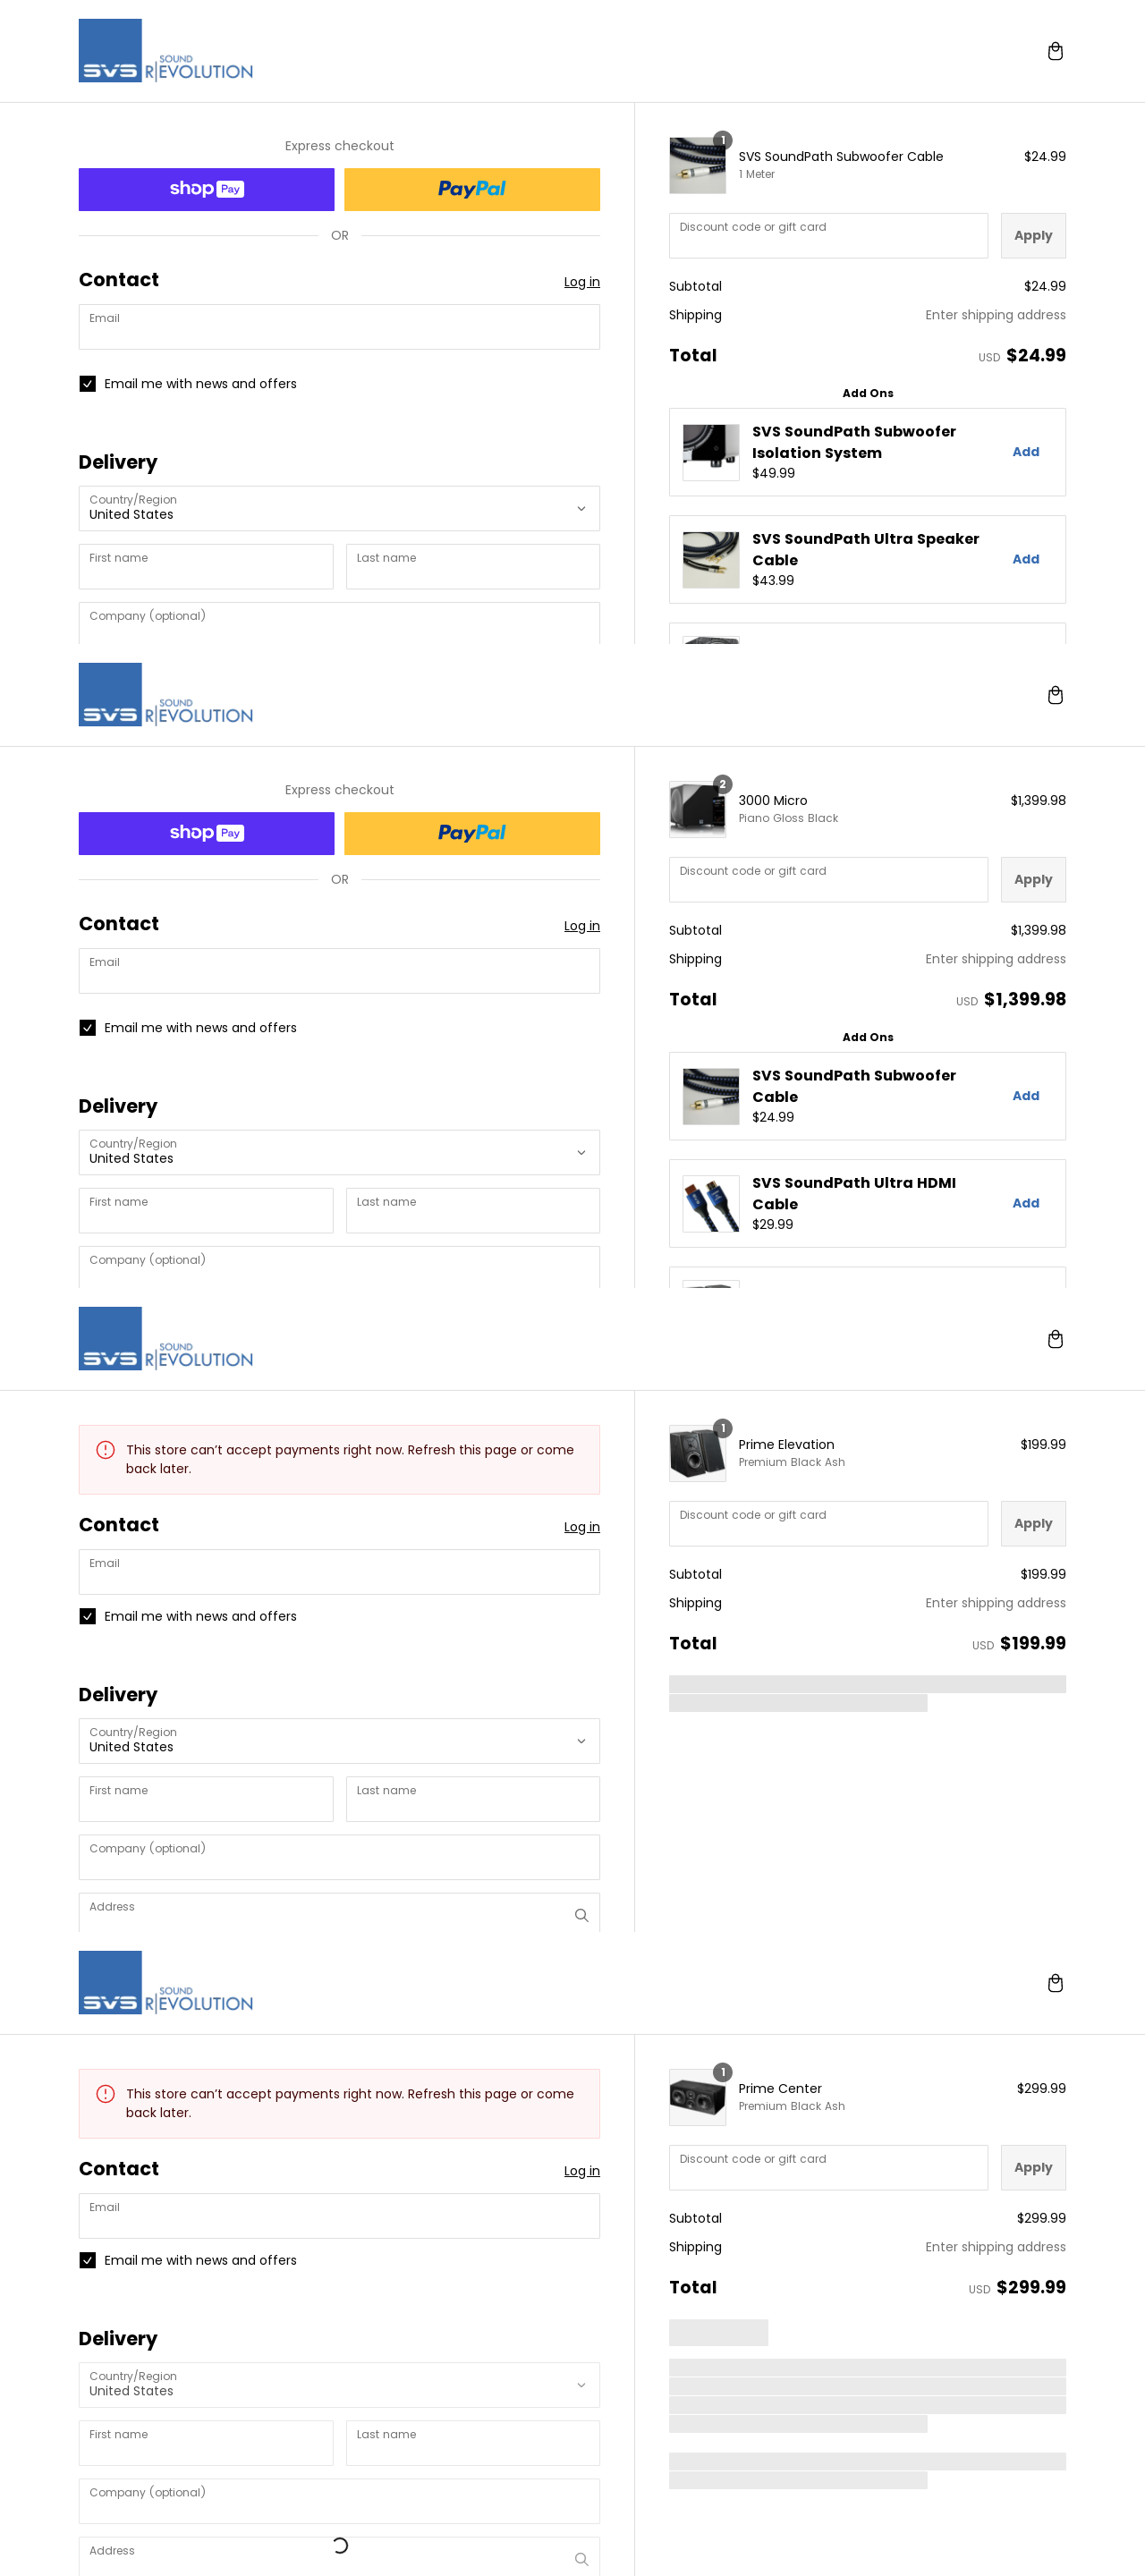 SVS SOUND
R|EVOLUTION
Express checkout
shop Pay
PayPal
OR
Contact
Log in
Email
Email me with news and offers
Delivery
Country/Region
United States
First name
Last name
Company (optional)
1
SVS SoundPath Subwoofer Cable
$24.99
1 Meter
Discount code or gift card
Apply
Subtotal
$24.99
Shipping
Enter shipping address
Total
USD $24.99
Add Ons
SVS SoundPath Subwoofer
Isolation System
$49.99
Add
SVS SoundPath Ultra Speaker
Cable
$43.99
Add
SVS SOUND
R|EVOLUTION
Express checkout
shop Pay
PayPal
OR
Contact
Log in
Email
Email me with news and offers
Delivery
Country/Region
United States
First name
Last name
Company (optional)
2
3000 Micro
$1,399.98
Piano Gloss Black
Discount code or gift card
Apply
Subtotal
$1,399.98
Shipping
Enter shipping address
Total
USD $1,399.98
Add Ons
SVS SoundPath Subwoofer
Cable
$24.99
Add
SVS SoundPath Ultra HDMI
Cable
$29.99
Add
SVS SOUND
R|EVOLUTION
This store can’t accept payments right now. Refresh this page or come
back later.
Contact
Log in
Email
Email me with news and offers
Delivery
Country/Region
United States
First name
Last name
Company (optional)
Address
1
Prime Elevation
$199.99
Premium Black Ash
Discount code or gift card
Apply
Subtotal
$199.99
Shipping
Enter shipping address
Total
USD $199.99
SVS SOUND
R|EVOLUTION
This store can’t accept payments right now. Refresh this page or come
back later.
Contact
Log in
Email
Email me with news and offers
Delivery
Country/Region
United States
First name
Last name
Company (optional)
Address
1
Prime Center
$299.99
Premium Black Ash
Discount code or gift card
Apply
Subtotal
$299.99
Shipping
Enter shipping address
Total
USD $299.99